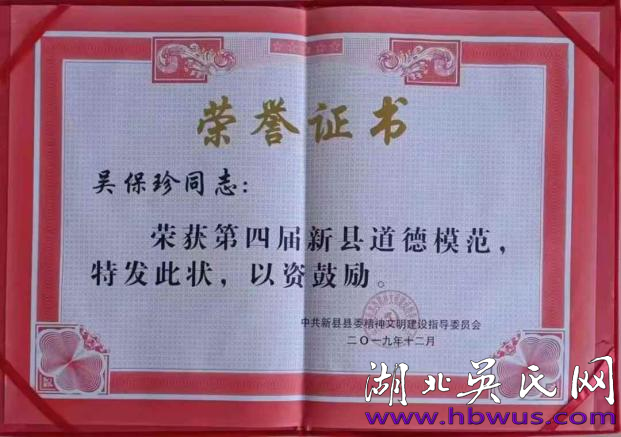 荣誉证书
吴保珍同志：
荣获第四届新县道德模范，
特发此状，以资鼓励。
中共新县县委精神文明建设指导委员会
二〇一九年十二月
湖北吴氏网
www.hbwus.com